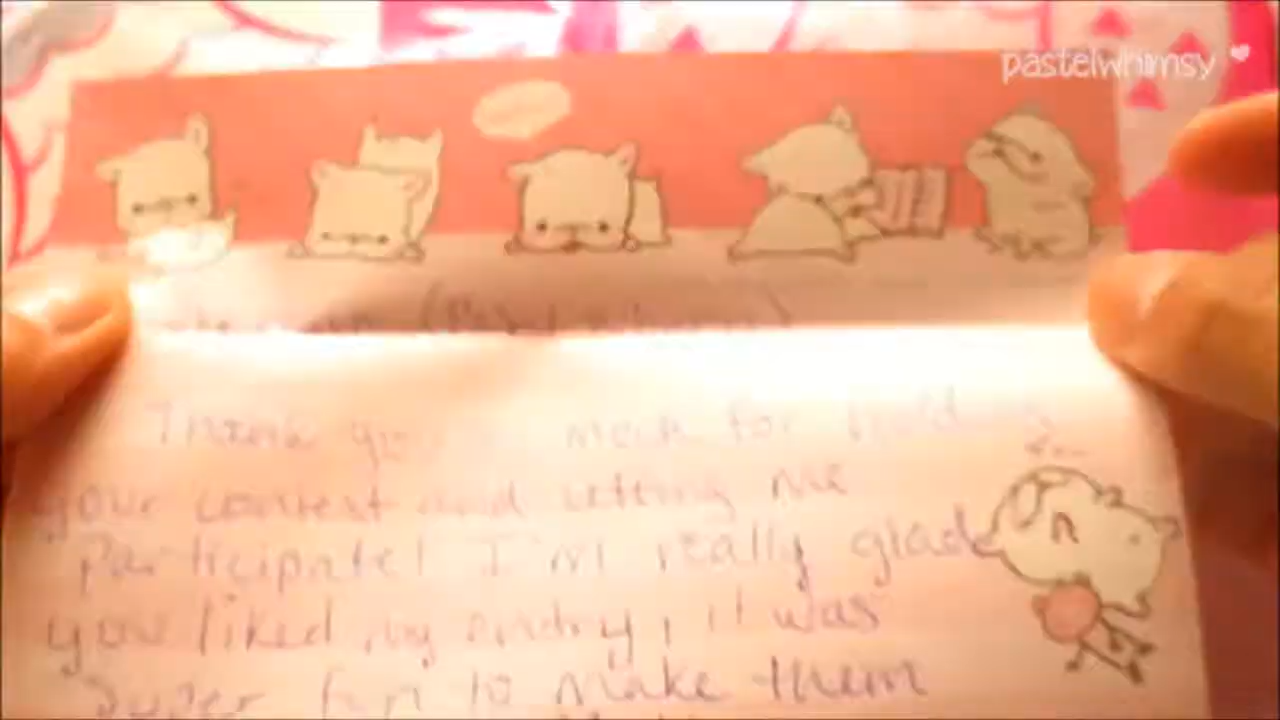 pastelwhimsy
Thank you much for holding
your contest and letting me
participate! I'm really glad
you liked my entry, it was
super fun to make them